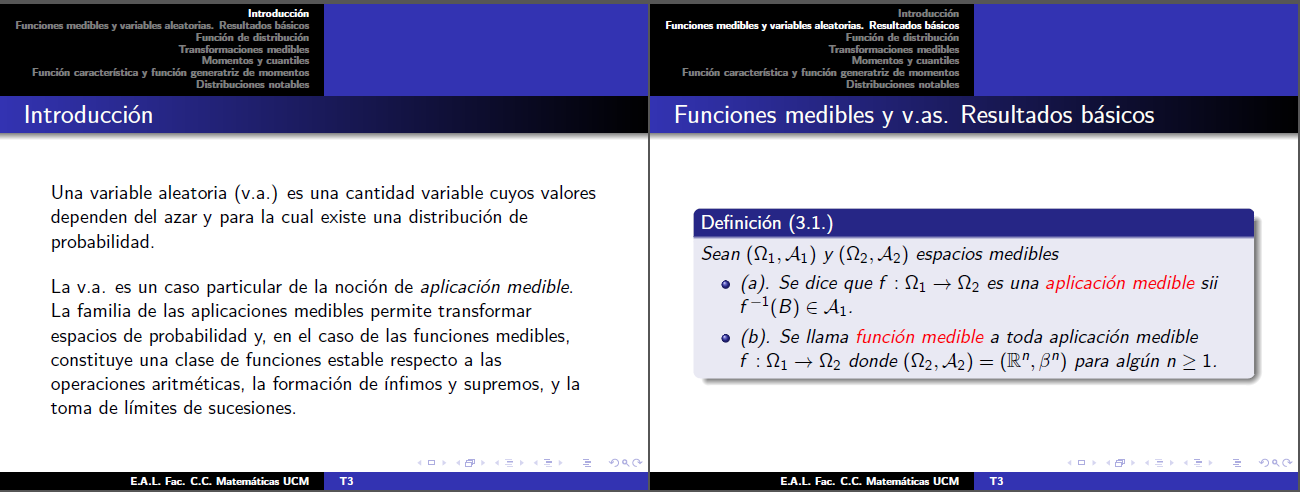 Introducción
Funciones medibles y variables aleatorias. Resultados básicos
Función de distribución
Transformaciones medibles
Momentos y cuantiles
Función característica y función generatriz de momentos
Distribuciones notables
Introducción
Una variable aleatoria (v.a.) es una cantidad variable cuyos valores
dependen del azar y para la cual existe una distribución de
probabilidad.
La v.a. es un caso particular de la noción de aplicación medible.
La familia de las aplicaciones medibles permite transformar
espacios de probabilidad y, en el caso de las funciones medibles,
constituye una clase de funciones estable respecto a las
operaciones aritméticas, la formación de ínfimos y supremos, y la
toma de límites de sucesiones.
E.A.L. Fac. C.C. Matemáticas UCM T3
Introducción
Funciones medibles y variables aleatorias. Resultados básicos
Función de distribución
Transformaciones medibles
Momentos y cuantiles
Función característica y función generatriz de momentos
Distribuciones notables
Funciones medibles y v.as. Resultados básicos
Definición (3.1.)
Sean (Ω₁, 𝒜₁) y (Ω₂, 𝒜₂) espacios medibles
(a). Se dice que f : Ω₁ → Ω₂ es una aplicación medible sii
f⁻¹(B) ∈ 𝒜₁.
(b). Se llama función medible a toda aplicación medible
f : Ω₁ → Ω₂ donde (Ω₂, 𝒜₂) = (ℝⁿ, βⁿ) para algún n ≥ 1.
E.A.L. Fac. C.C. Matemáticas UCM T3